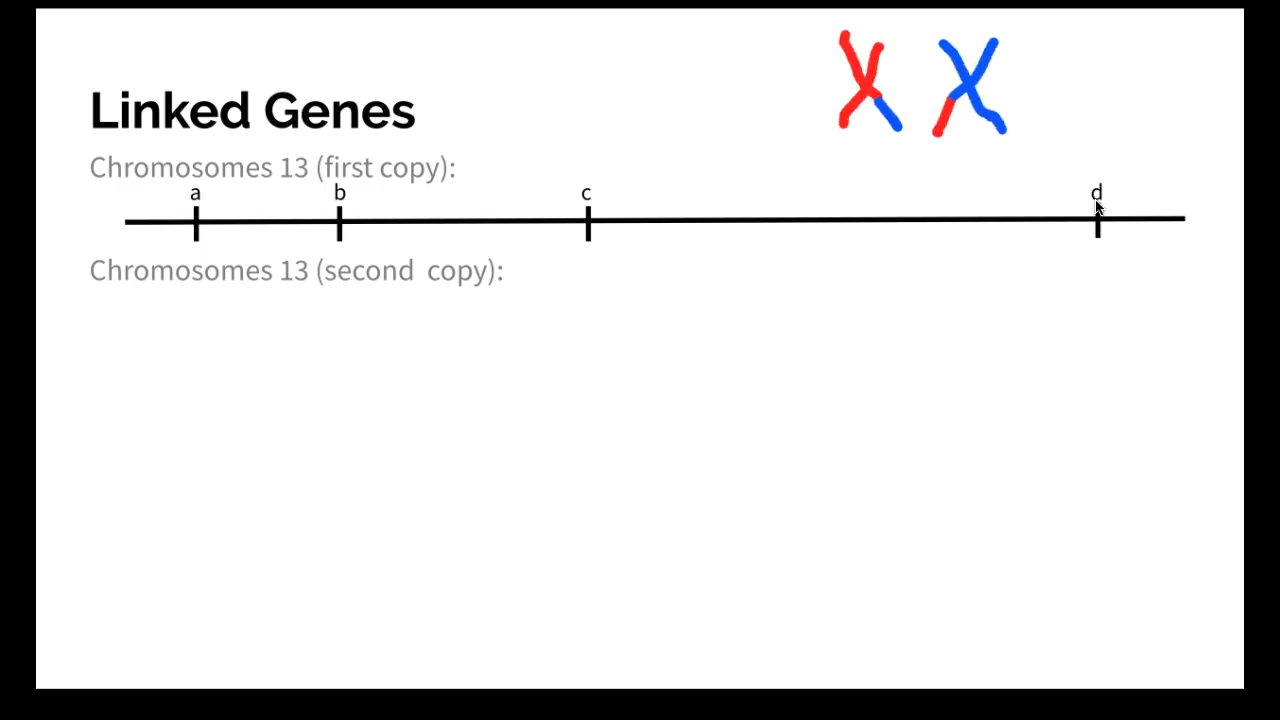 Linked Genes
Chromosomes 13 (first copy):
a b c d
Chromosomes 13 (second  copy):